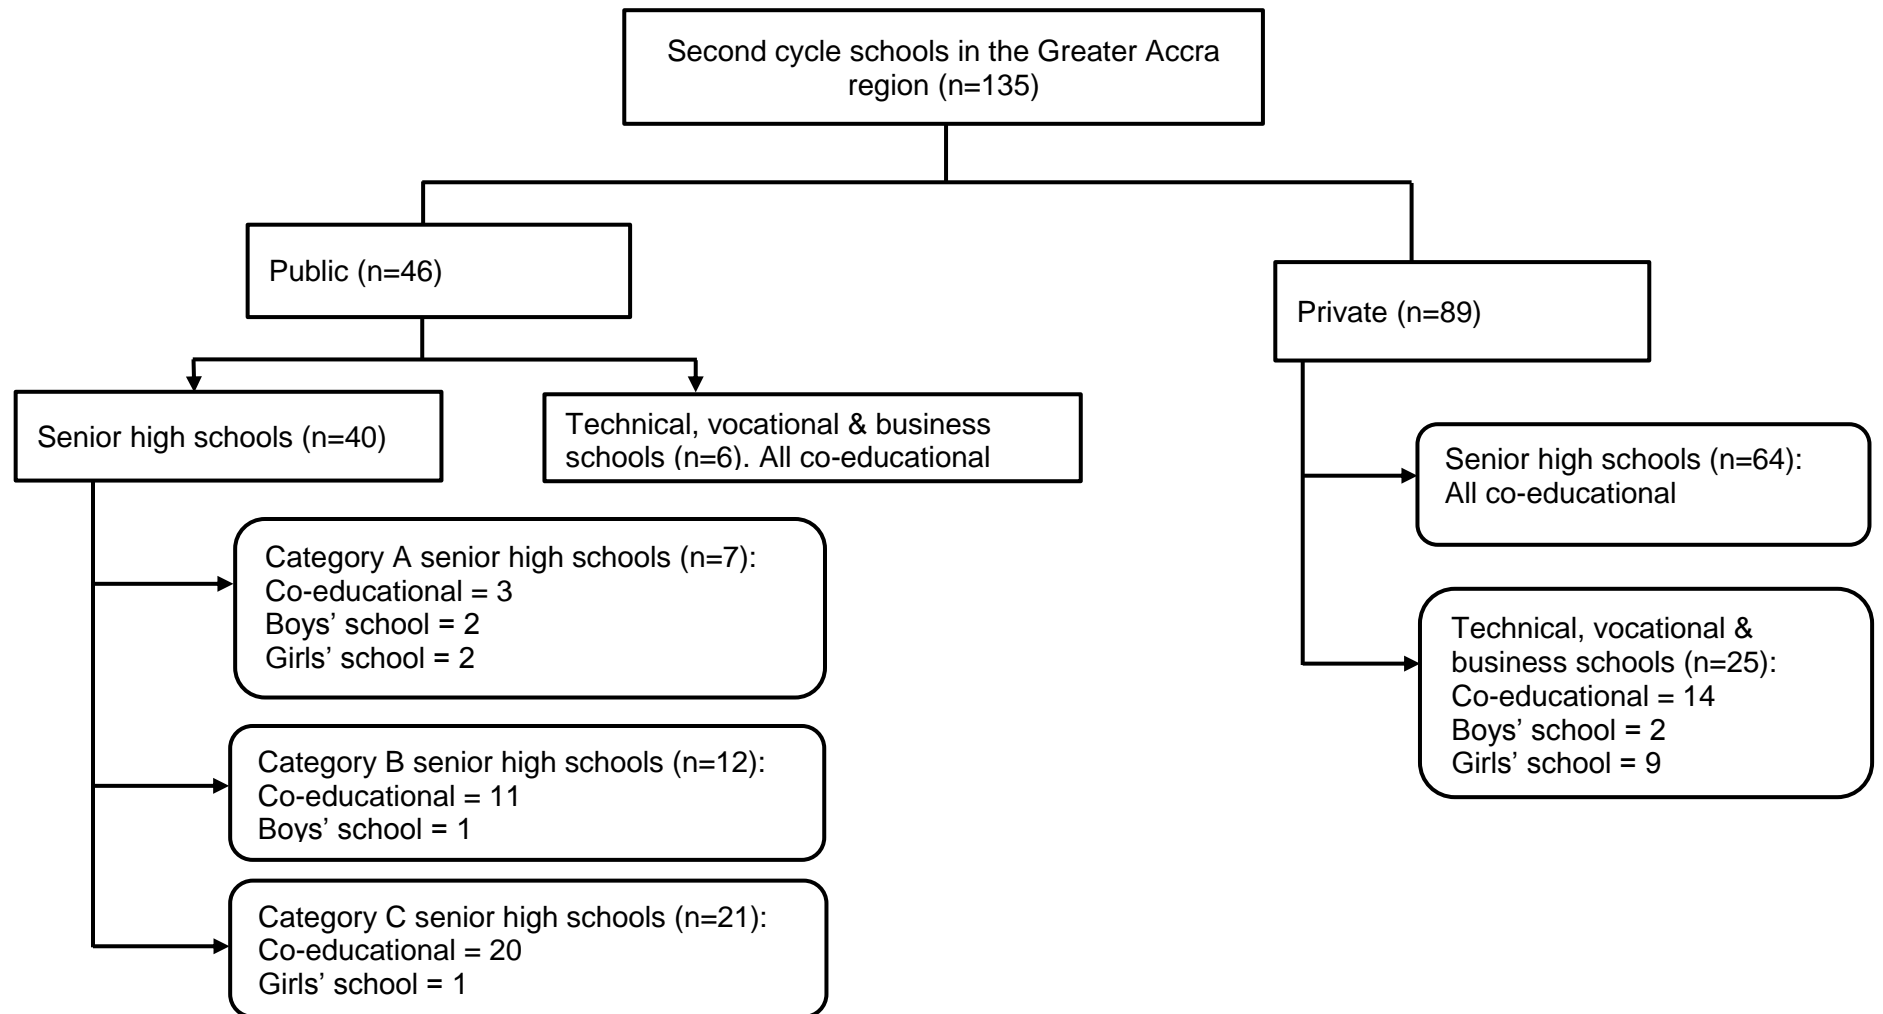 Second cycle schools in the Greater Accra
region (n=135)
Public (n=46)
Private (n=89)
Senior high schools (n=40)
Technical, vocational & business
schools (n=6). All co-educational
Senior high schools (n=64):
All co-educational
Category A senior high schools (n=7):
Co-educational = 3
Boys’ school = 2
Girls’ school = 2
Technical, vocational &
business schools (n=25):
Co-educational = 14
Boys’ school = 2
Girls’ school = 9
Category B senior high schools (n=12):
Co-educational = 11
Boys’ school = 1
Category C senior high schools (n=21):
Co-educational = 20
Girls’ school = 1